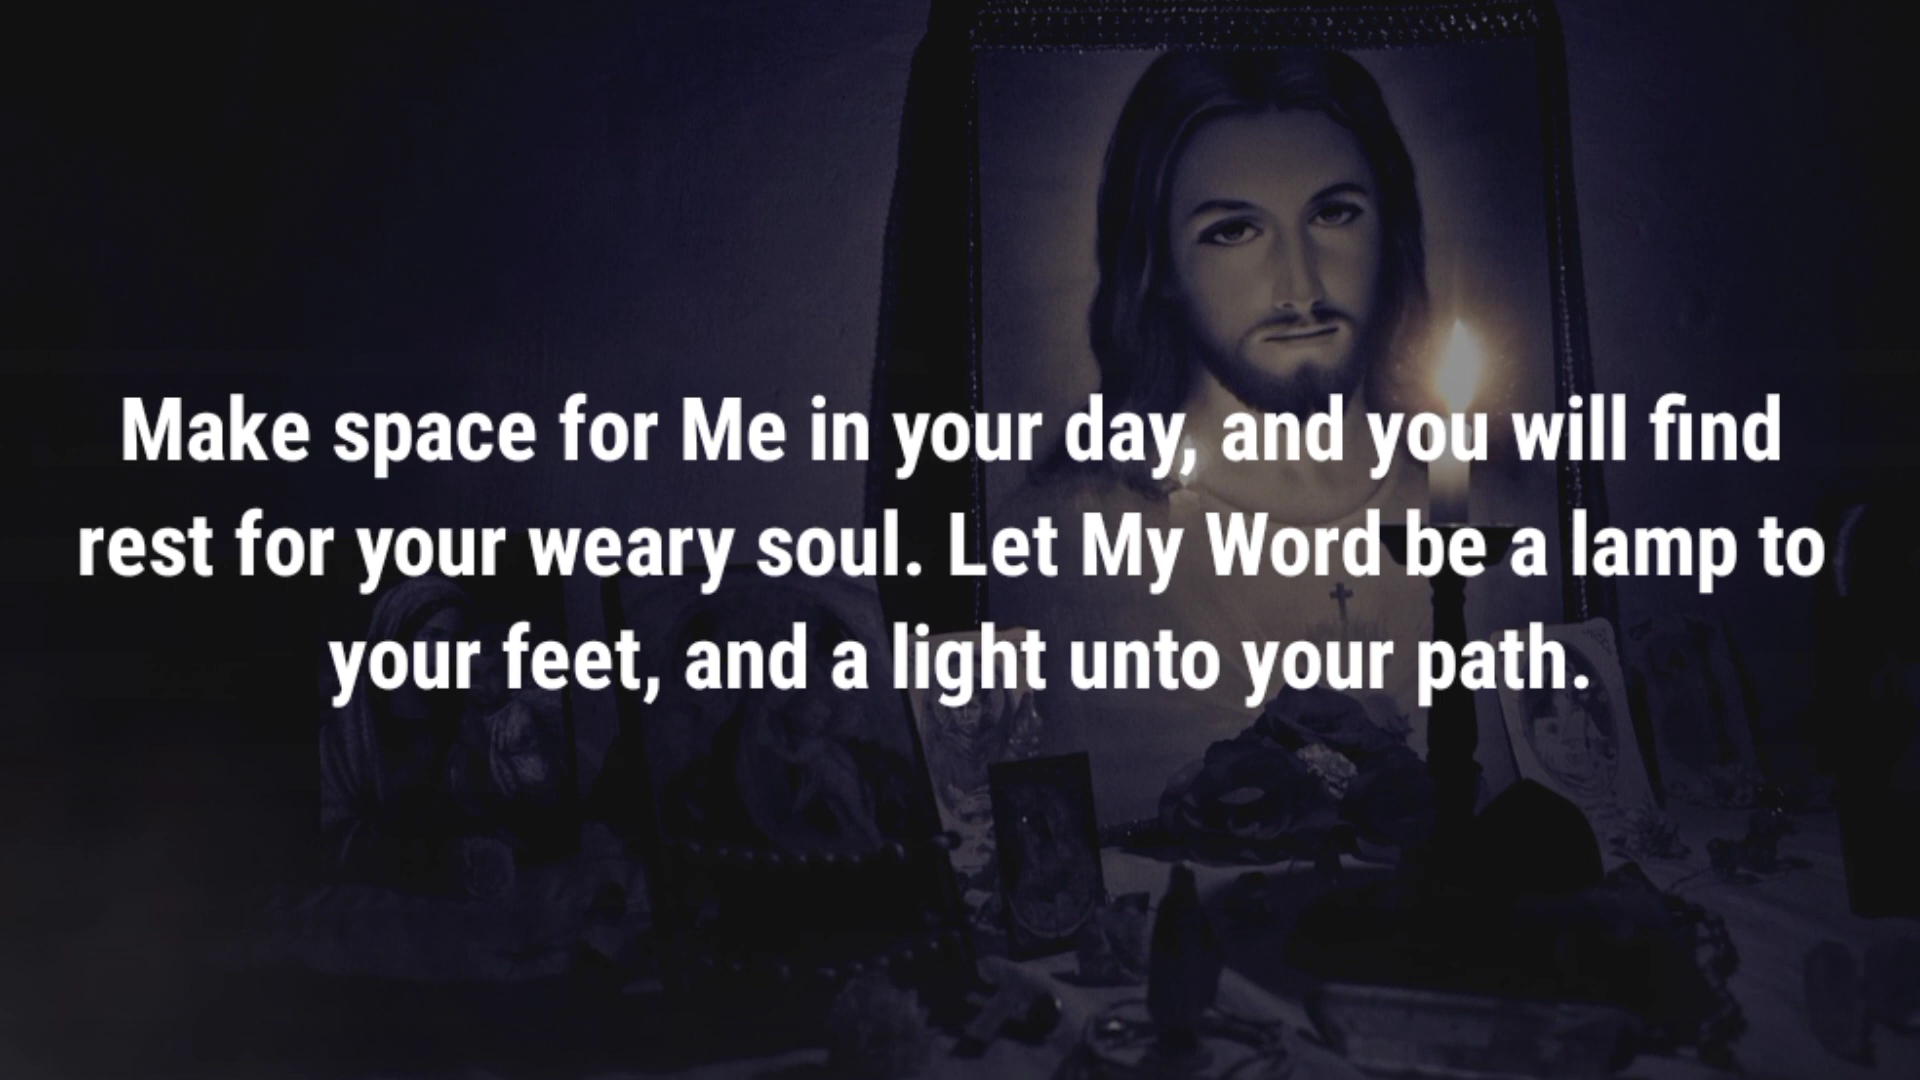 Make space for Me in your day, and you will find
rest for your weary soul. Let My Word be a lamp to
your feet, and a light unto your path.